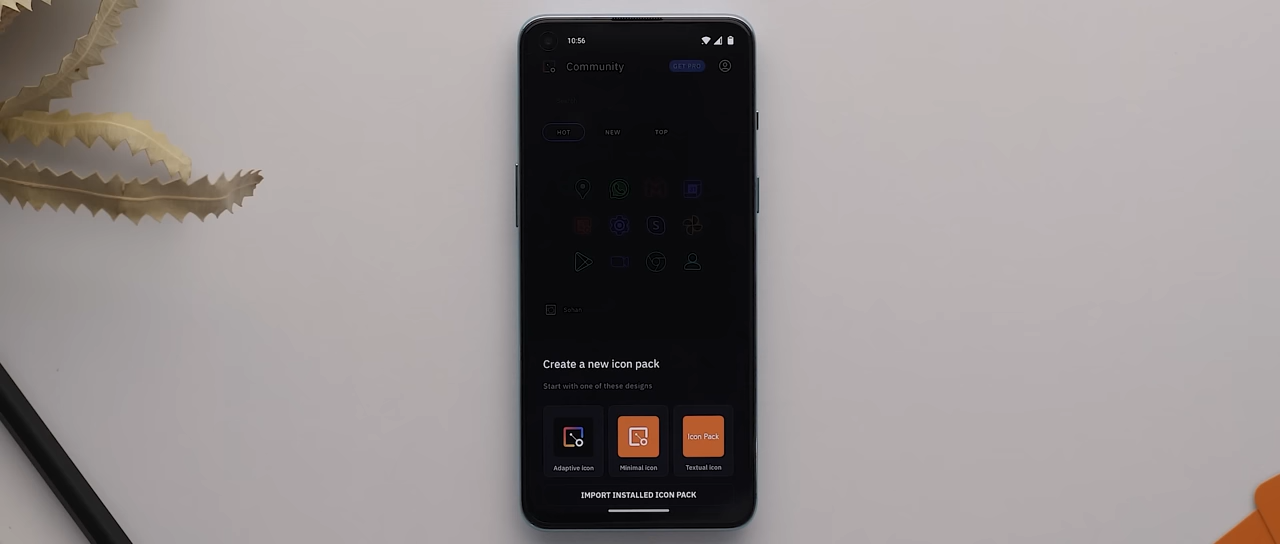 10:56
Community
GET PRO
HOT
NEW
TOP
Create a new icon pack
Start with one of these designs
Icon Pack
Adaptive icon
Minimal icon
Textual icon
IMPORT INSTALLED ICON PACK